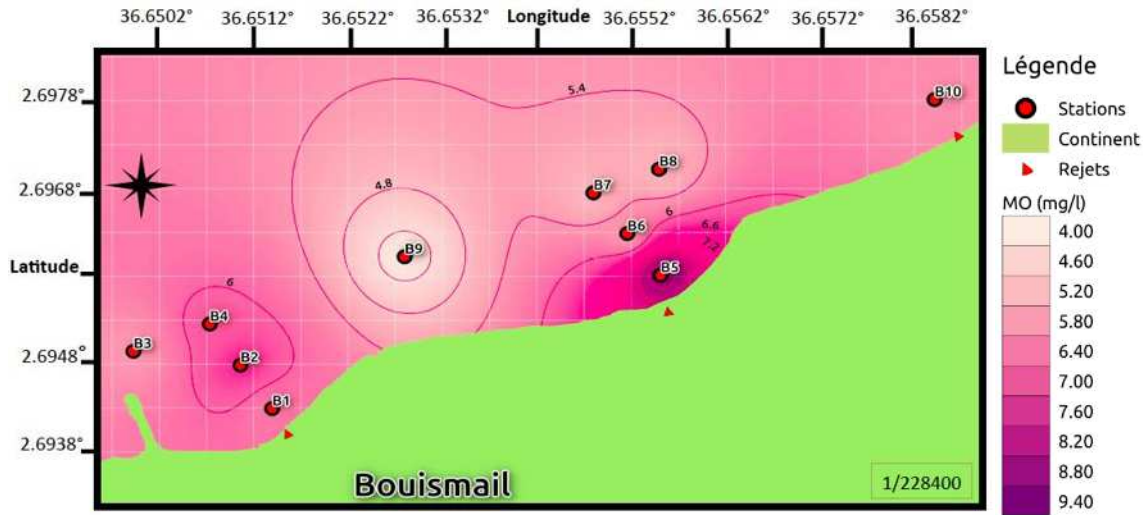 36.6502° 36.6512° 36.6522° 36.6532° Longitude 36.6552° 36.6562° 36.6572° 36.6582°
2.6978°
2.6968°
Latitude
2.6948°
2.6938°
5.4
4.8
6
6.6
7.2
6
B10
B8
B7
B6
B9
B5
B4
B3
B2
B1
Bouismail
1/228400
Légende
Stations
Continent
Rejets
MO (mg/l)
4.00
4.60
5.20
5.80
6.40
7.00
7.60
8.20
8.80
9.40